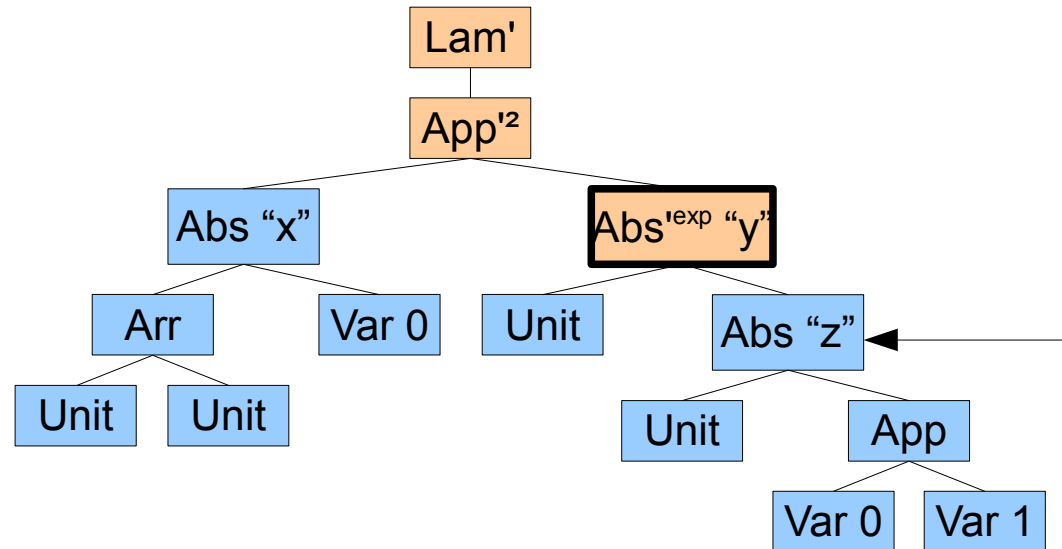 Lam'
App'²
Abs “x”
Abs'ᵉˣᵖ “y”
Arr
Var 0
Unit
Abs “z”
Unit
Unit
Unit
App
Var 0
Var 1